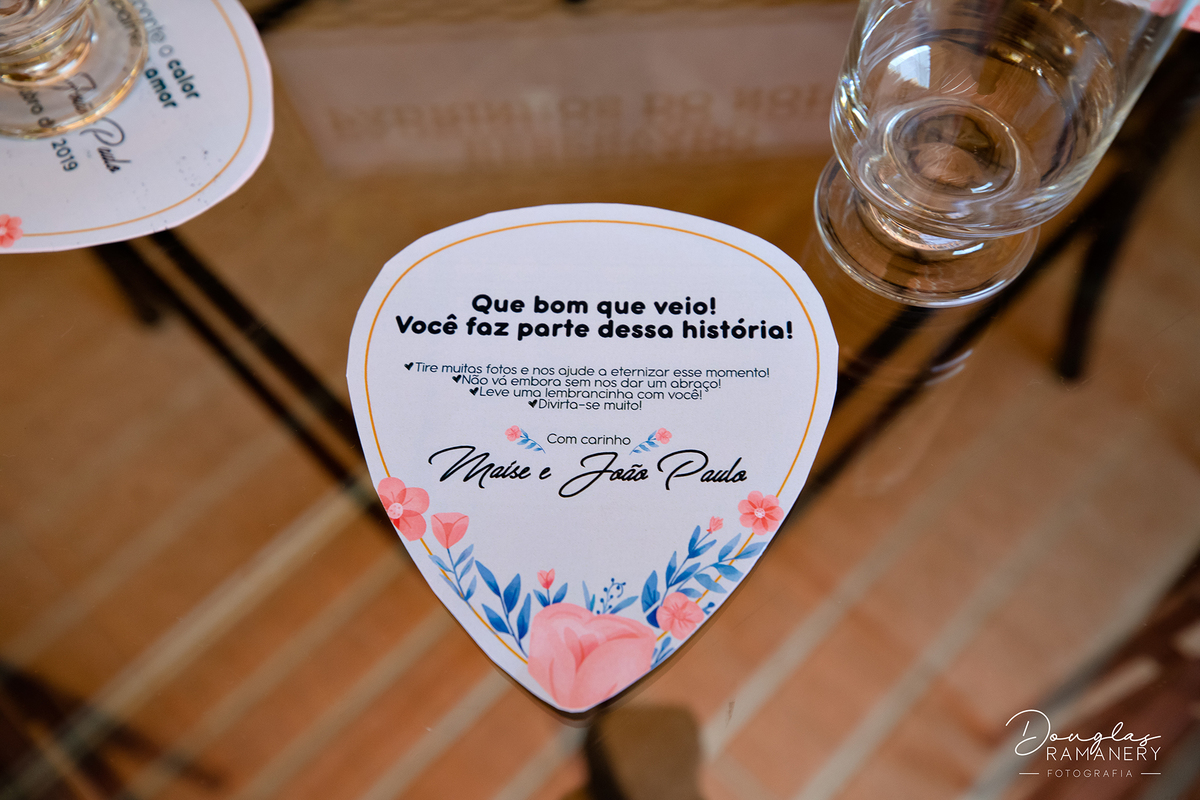 calor
amor
Paulo
2019
Que bom que veio!
Você faz parte dessa história!
Tire muitas fotos e nos ajude a eternizar esse momento!
Não vá embora sem nos dar um abraço!
Leve uma lembrancinha com você!
Divirta-se muito!
Com carinho
Maíse e João Paulo
Douglas
RAMANERY
FOTOGRAFIA